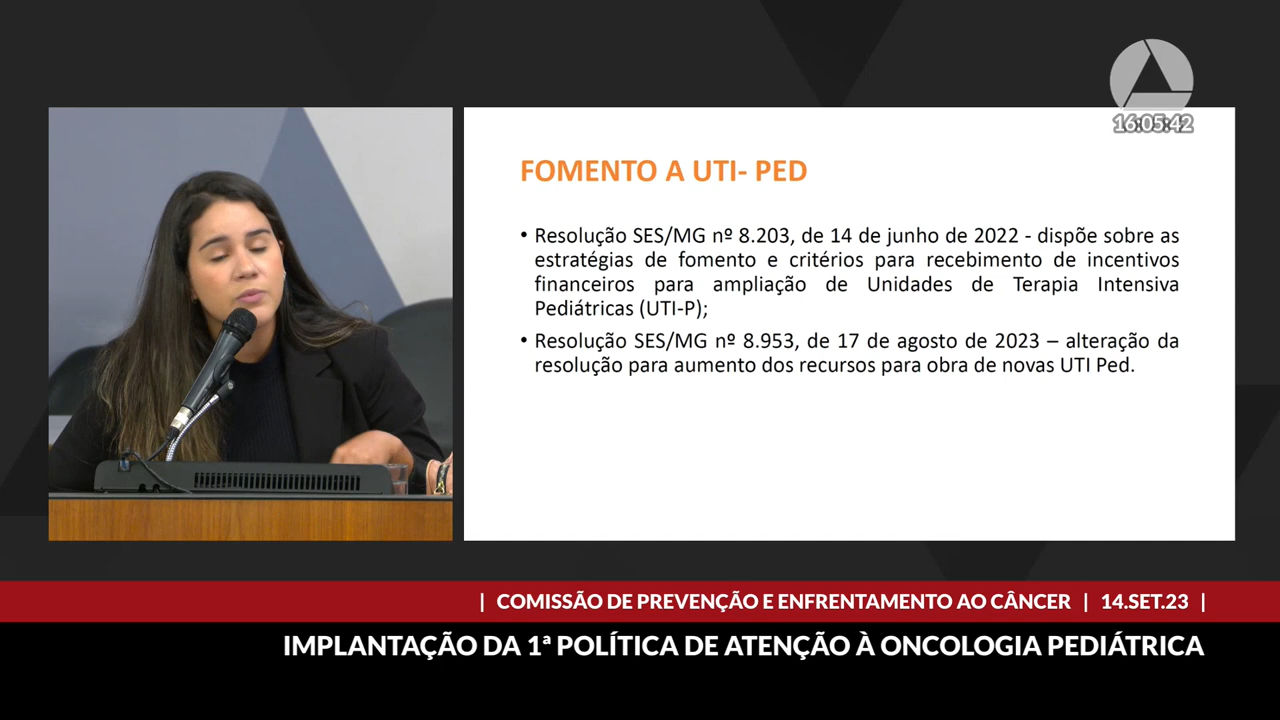 16:05:42
FOMENTO A UTI- PED
• Resolução SES/MG nº 8.203, de 14 de junho de 2022 - dispõe sobre as
estratégias de fomento e critérios para recebimento de incentivos
financeiros para ampliação de Unidades de Terapia Intensiva
Pediátricas (UTI-P);
• Resolução SES/MG nº 8.953, de 17 de agosto de 2023 – alteração da
resolução para aumento dos recursos para obra de novas UTI Ped.
| COMISSÃO DE PREVENÇÃO E ENFRENTAMENTO AO CÂNCER | 14.SET.23 |
IMPLANTAÇÃO DA 1ª POLÍTICA DE ATENÇÃO À ONCOLOGIA PEDIÁTRICA